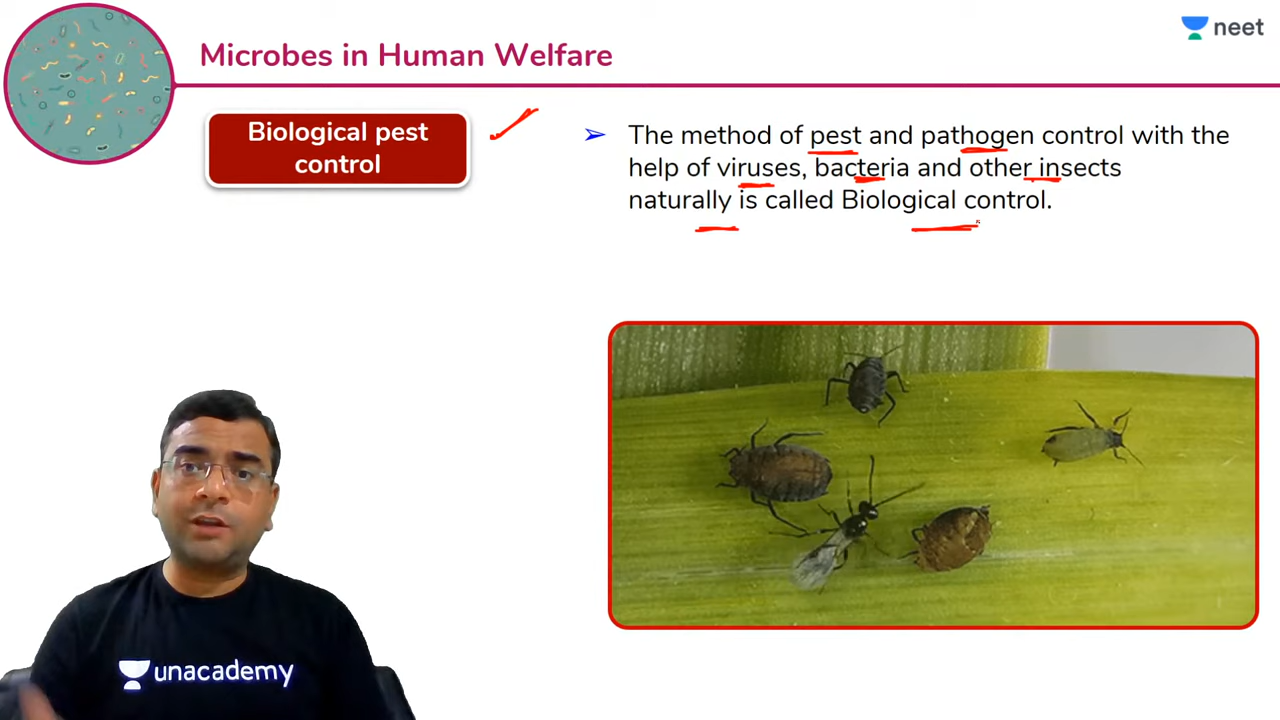 Microbes in Human Welfare
neet
Biological pest
control
➢ The method of pest and pathogen control with the
help of viruses, bacteria and other insects
naturally is called Biological control.
unacademy